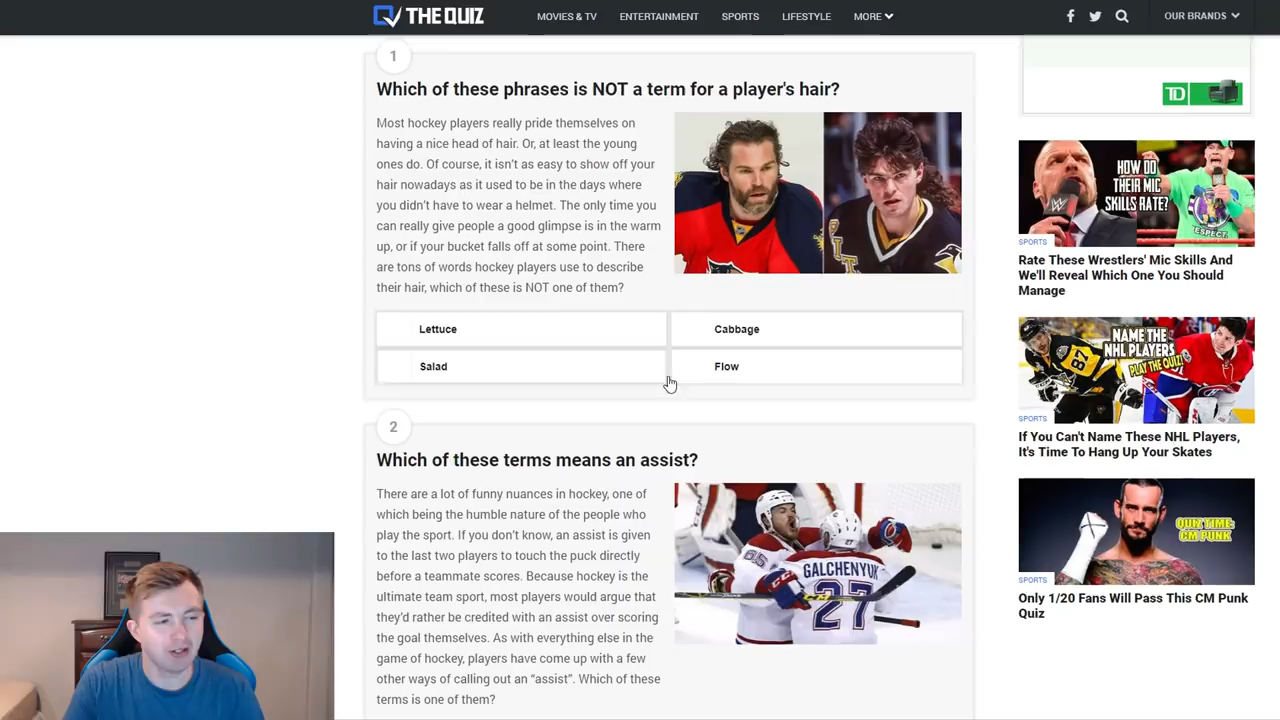 THE QUIZ
MOVIES & TV
ENTERTAINMENT
SPORTS
LIFESTYLE
MORE
OUR BRANDS
1
Which of these phrases is NOT a term for a player's hair?
Most hockey players really pride themselves on
having a nice head of hair. Or, at least the young
ones do. Of course, it isn't as easy to show off your
hair nowadays as it used to be in the days where
you didn't have to wear a helmet. The only time you
can really give people a good glimpse is in the warm
up, or if your bucket falls off at some point. There
are tons of words hockey players use to describe
their hair, which of these is NOT one of them?
Lettuce
Cabbage
Salad
Flow
2
Which of these terms means an assist?
There are a lot of funny nuances in hockey, one of
which being the humble nature of the people who
play the sport. If you don't know, an assist is given
to the last two players to touch the puck directly
before a teammate scores. Because hockey is the
ultimate team sport, most players would argue that
they'd rather be credited with an assist over scoring
the goal themselves. As with everything else in the
game of hockey, players have come up with a few
other ways of calling out an “assist”. Which of these
terms is one of them?
GALCHENYUK
27
65
TD
HOW DO
THEIR MIC
SKILLS RATE?
SPORTS
Rate These Wrestlers' Mic Skills And
We'll Reveal Which One You Should
Manage
NAME THE
NHL PLAYERS
PLAY THE QUIZ!
87
SPORTS
If You Can't Name These NHL Players,
It's Time To Hang Up Your Skates
QUIZ TIME:
CM PUNK
SPORTS
Only 1/20 Fans Will Pass This CM Punk
Quiz